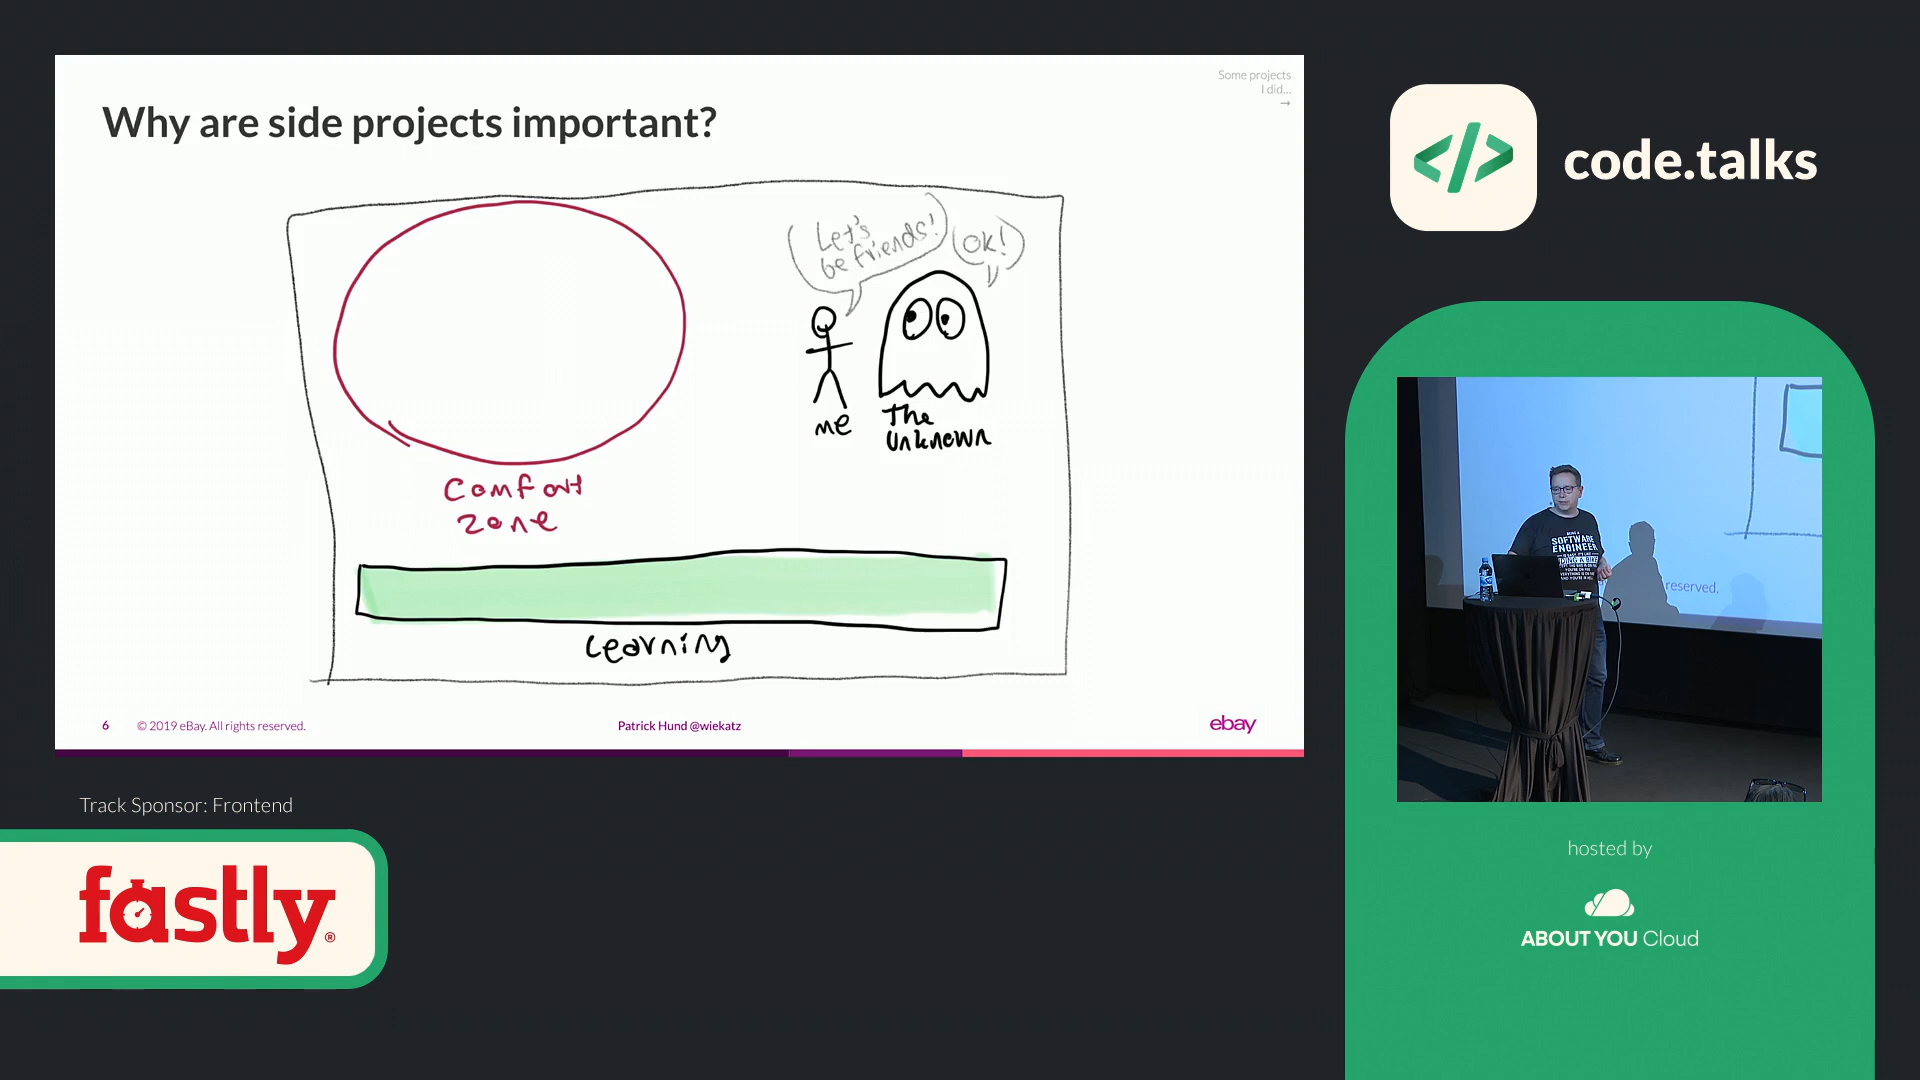 Some projects
I did...
→
Why are side projects important?
Let's
be friends!
OK!
me
The
Unknown
Comfort
zone
Learning
6
© 2019 eBay. All rights reserved.
Patrick Hund @wiekatz
ebay
</> code.talks
SOFTWARE
ENGINEER
reserved.
Track Sponsor: Frontend
fastly®
hosted by
ABOUT YOU Cloud